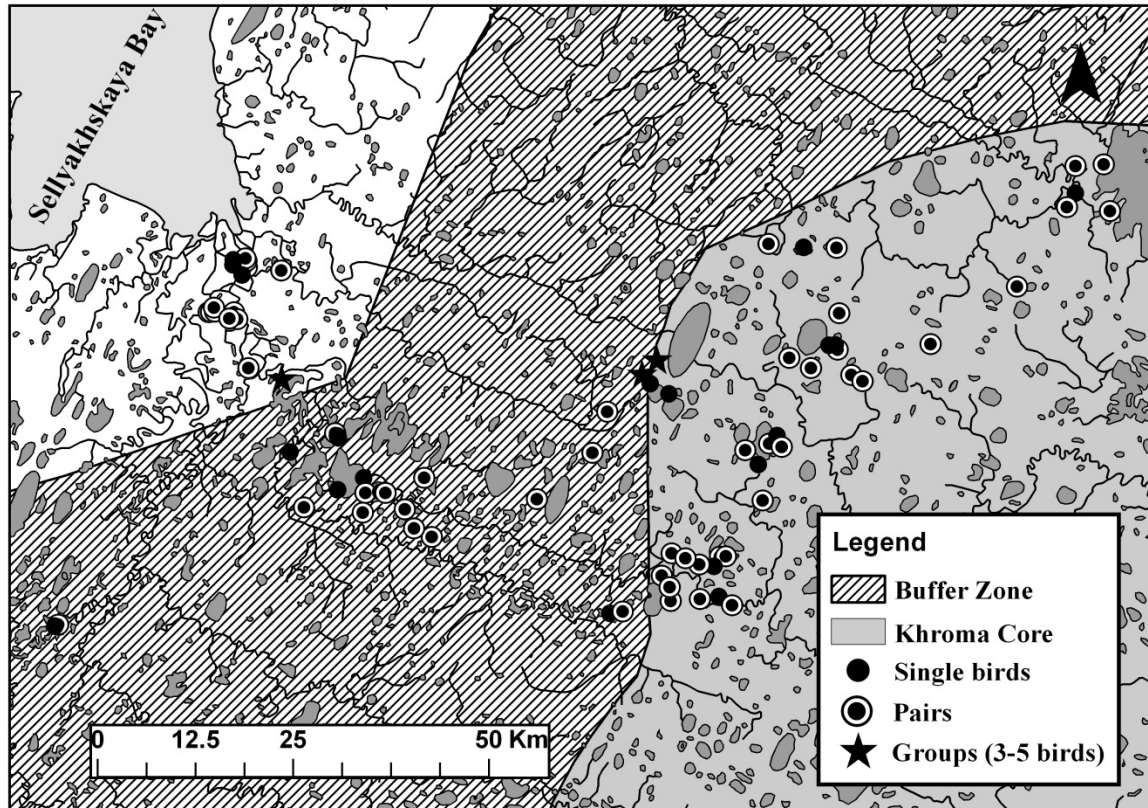 Sellyakhskaya Bay
N
Legend
Buffer Zone
Khroma Core
Single birds
Pairs
Groups (3-5 birds)
0 12.5 25 50 Km